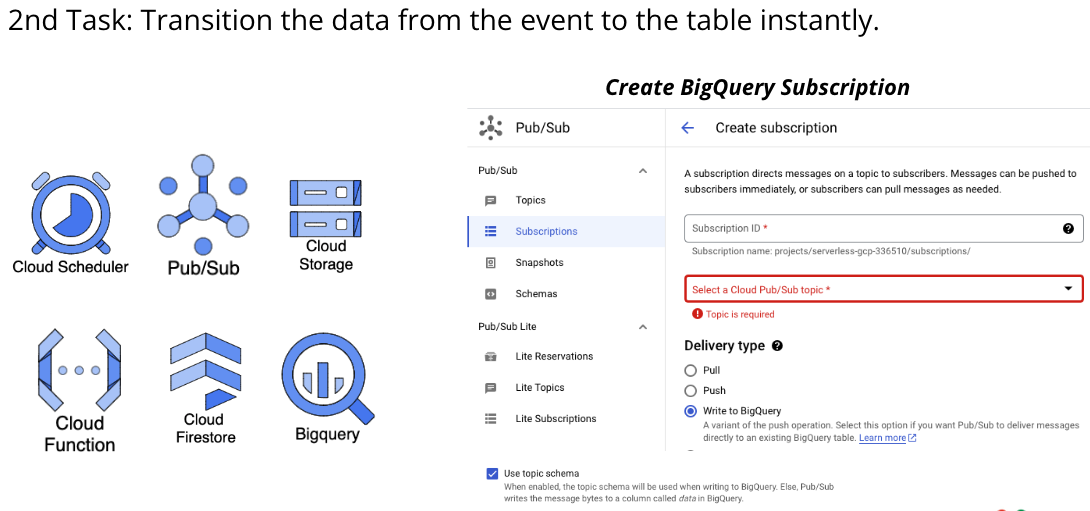 2nd Task: Transition the data from the event to the table instantly.
Create BigQuery Subscription
Cloud Scheduler
Pub/Sub
Cloud
Storage
Cloud
Function
Cloud
Firestore
Bigquery
Pub/Sub
Pub/Sub
Topics
Subscriptions
Snapshots
Schemas
Pub/Sub Lite
Lite Reservations
Lite Topics
Lite Subscriptions
Create subscription
A subscription directs messages on a topic to subscribers. Messages can be pushed to
subscribers immediately, or subscribers can pull messages as needed.
Subscription ID *
Subscription name: projects/serverless-gcp-336510/subscriptions/
Select a Cloud Pub/Sub topic *
Topic is required
Delivery type
Pull
Push
Write to BigQuery
A variant of the push operation. Select this option if you want Pub/Sub to deliver messages
directly to an existing BigQuery table. Learn more
Use topic schema
When enabled, the topic schema will be used when writing to BigQuery. Else, Pub/Sub
writes the message bytes to a column called data in BigQuery.